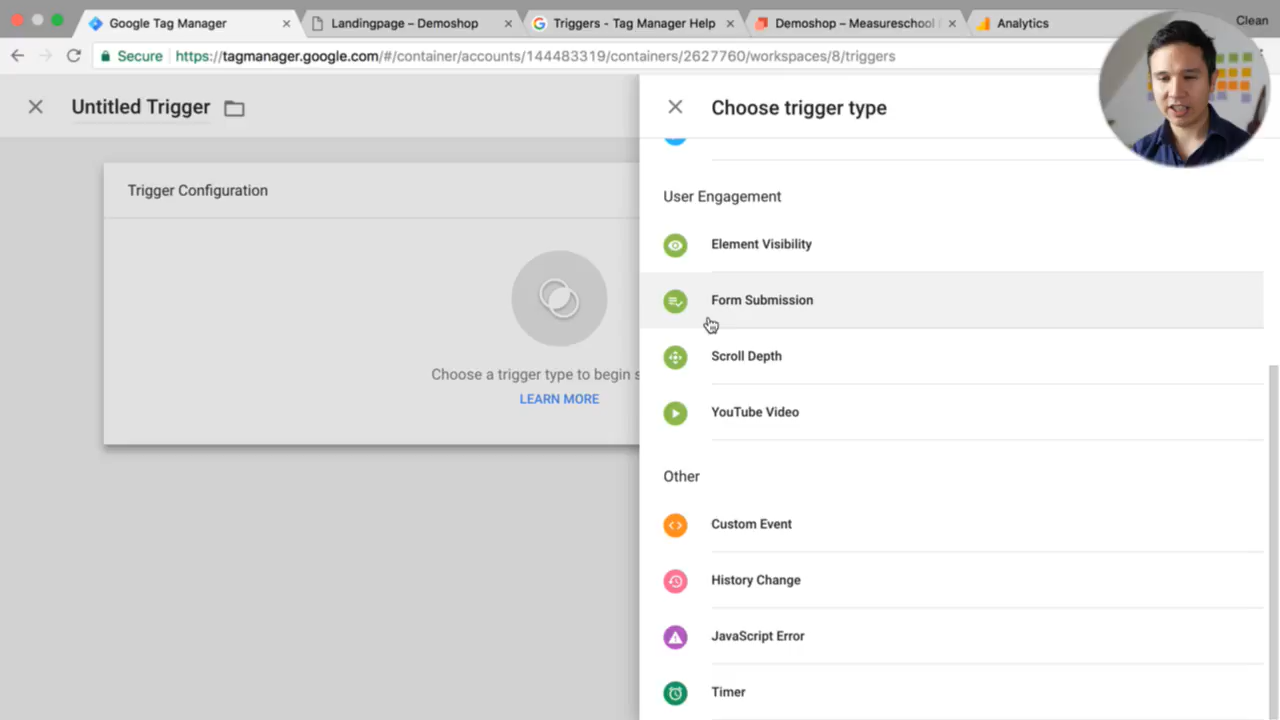 Google Tag Manager
Landingpage – Demoshop
Triggers - Tag Manager Help
Demoshop – Measureschool
Analytics
Clean
Secure https://tagmanager.google.com/#/container/accounts/144483319/containers/2627760/workspaces/8/triggers
Untitled Trigger
Choose trigger type
Trigger Configuration
Choose a trigger type to begin s
LEARN MORE
User Engagement
Element Visibility
Form Submission
Scroll Depth
YouTube Video
Other
Custom Event
History Change
JavaScript Error
Timer